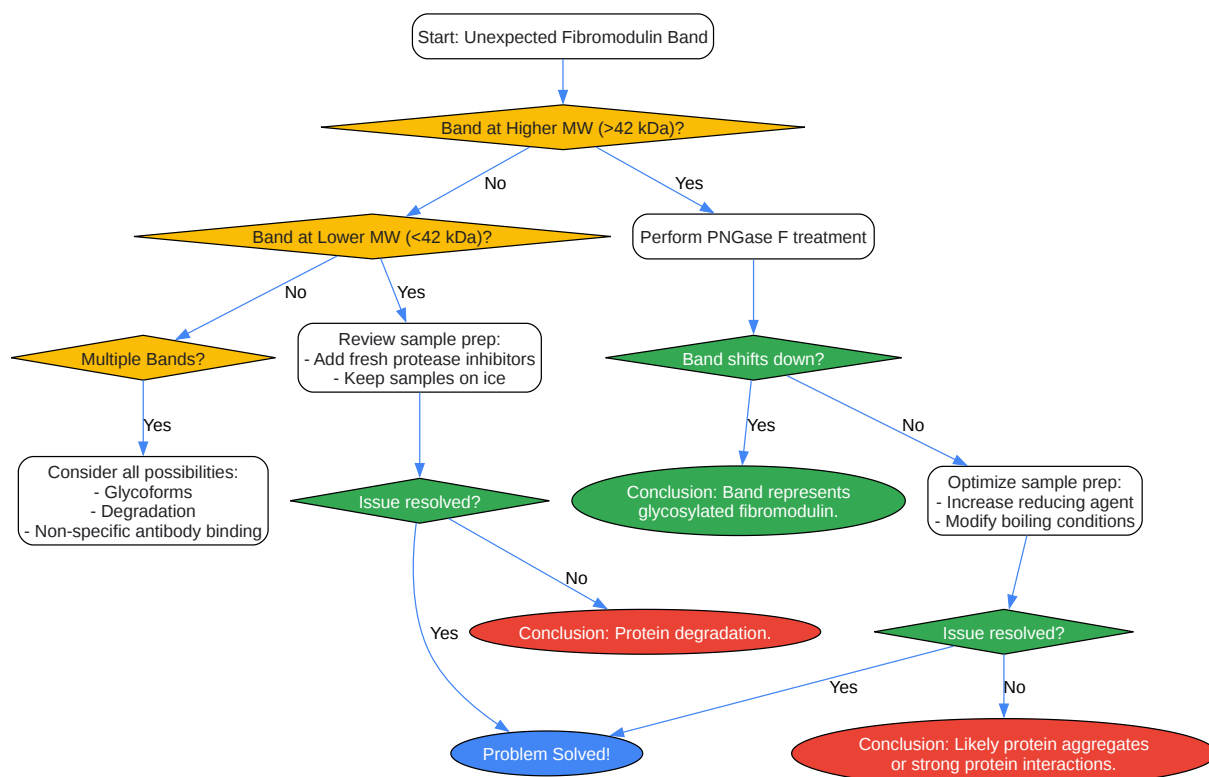 Start: Unexpected Fibromodulin Band
Band at Higher MW (>42 kDa)?
No
Yes
Band at Lower MW (<42 kDa)?
Perform PNGase F treatment
No
Yes
Multiple Bands?
Review sample prep:
- Add fresh protease inhibitors
- Keep samples on ice
Band shifts down?
Yes
Yes
No
Consider all possibilities:
- Glycoforms
- Degradation
- Non-specific antibody binding
Issue resolved?
Conclusion: Band represents
glycosylated fibromodulin.
Optimize sample prep:
- Increase reducing agent
- Modify boiling conditions
No
Yes
Conclusion: Protein degradation.
Issue resolved?
Yes
No
Problem Solved!
Conclusion: Likely protein aggregates
or strong protein interactions.